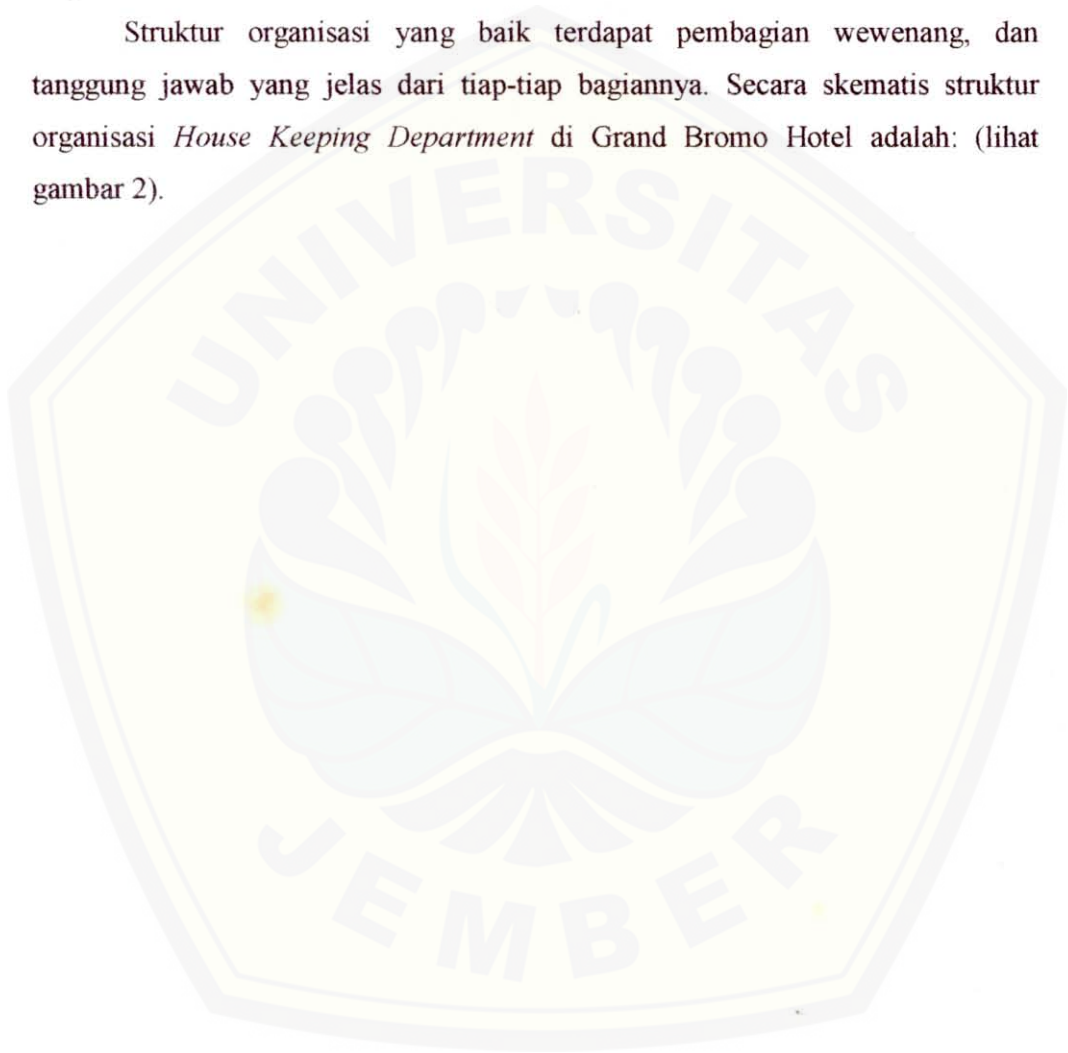 Struktur organisasi yang baik terdapat pembagian wewenang, dan
tanggung jawab yang jelas dari tiap-tiap bagiannya. Secara skematis struktur
organisasi House Keeping Department di Grand Bromo Hotel adalah: (lihat
gambar 2).
UNIVERSITAS
JEMBER